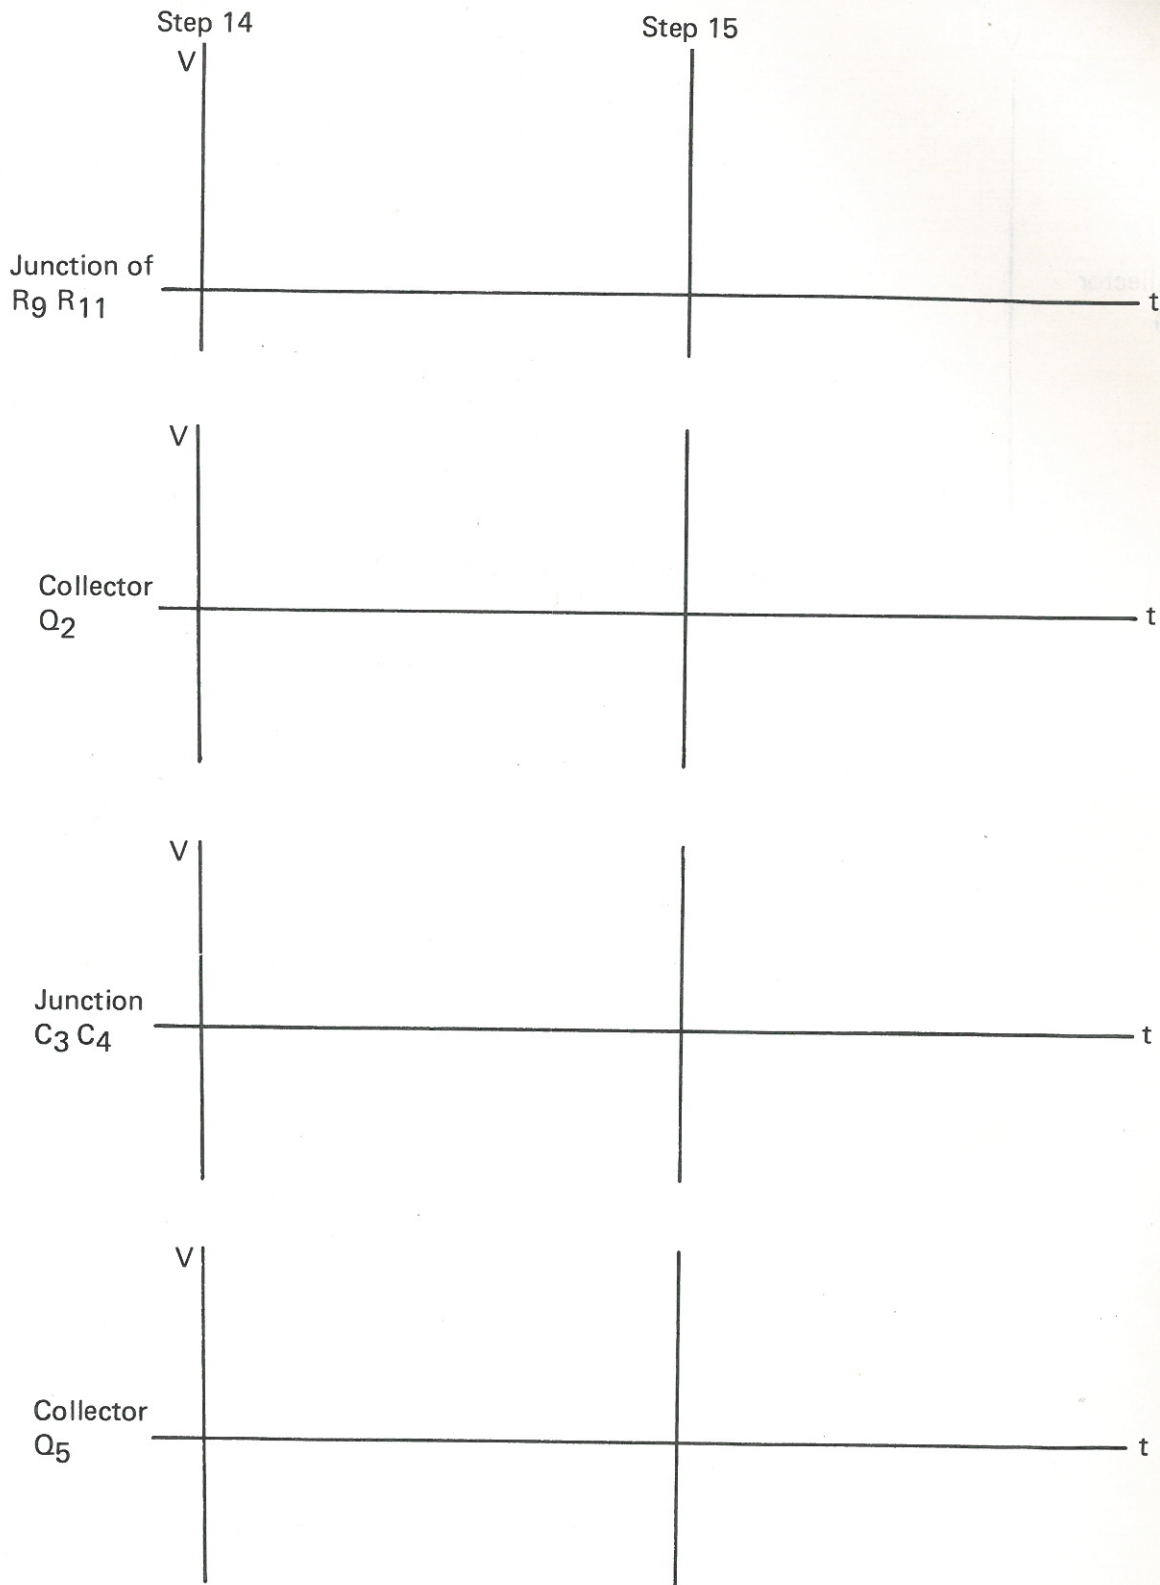 Step 14
Step 15
V
Junction of
R9 R11
t
V
Collector
Q2
t
V
Junction
C3 C4
t
V
Collector
Q5
t